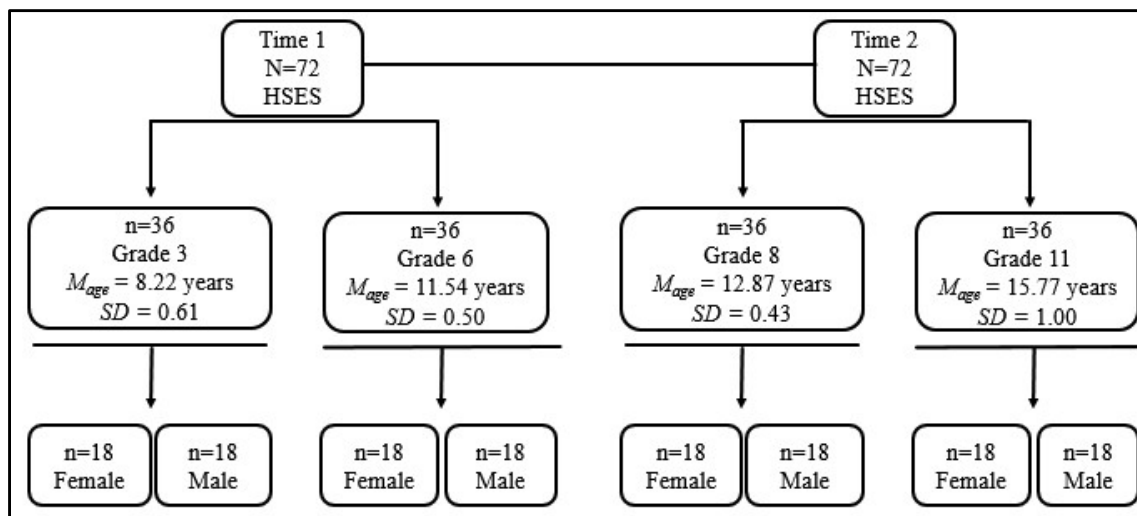 Time 1
N=72
HSES
Time 2
N=72
HSES
n=36
Grade 3
Mage = 8.22 years
SD = 0.61
n=36
Grade 6
Mage = 11.54 years
SD = 0.50
n=36
Grade 8
Mage = 12.87 years
SD = 0.43
n=36
Grade 11
Mage = 15.77 years
SD = 1.00
n=18
Female
n=18
Male
n=18
Female
n=18
Male
n=18
Female
n=18
Male
n=18
Female
n=18
Male